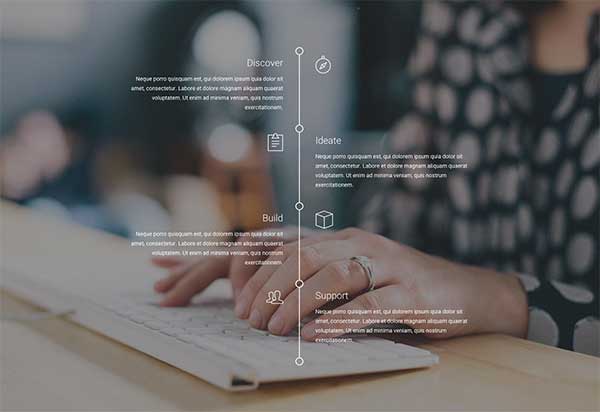 Discover
Neque porro quisquam est, qui dolorem ipsum quia dolor sit
amet, consectetur. Labore et dolore magnam aliquam quaerat
voluptatem. Ut enim ad minima veniam, quis nostrum
exercitationem.
Ideate
Neque porro quisquam est, qui dolorem ipsum quia dolor sit
amet, consectetur. Labore et dolore magnam aliquam quaerat
voluptatem. Ut enim ad minima veniam, quis nostrum
exercitationem.
Build
Neque porro quisquam est, qui dolorem ipsum quia dolor sit
amet, consectetur. Labore et dolore magnam aliquam quaerat
voluptatem. Ut enim ad minima veniam, quis nostrum
exercitationem.
Support
Neque porro quisquam est, qui dolorem ipsum quia dolor sit
amet, consectetur. Labore et dolore magnam aliquam quaerat
voluptatem. Ut enim ad minima veniam, quis nostrum
exercitationem.